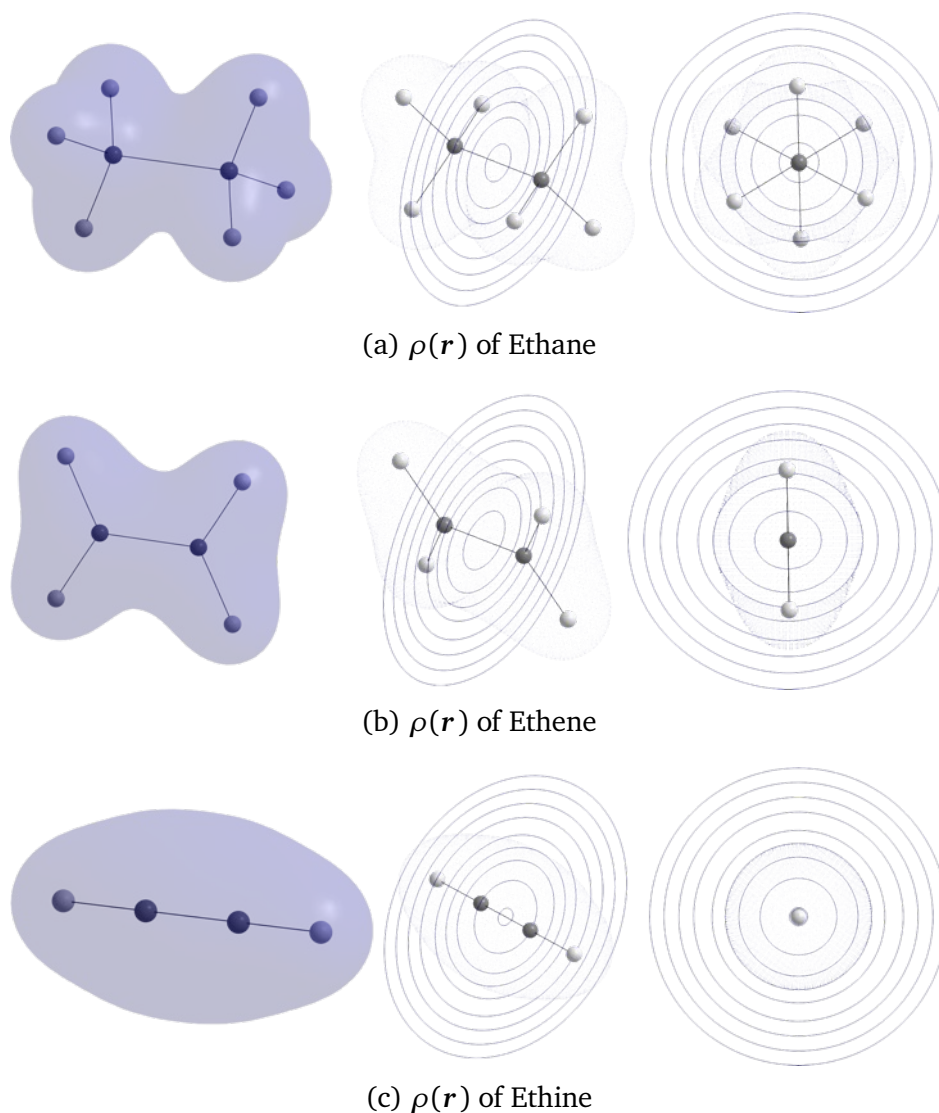 (a) ρ(r) of Ethane
(b) ρ(r) of Ethene
(c) ρ(r) of Ethine